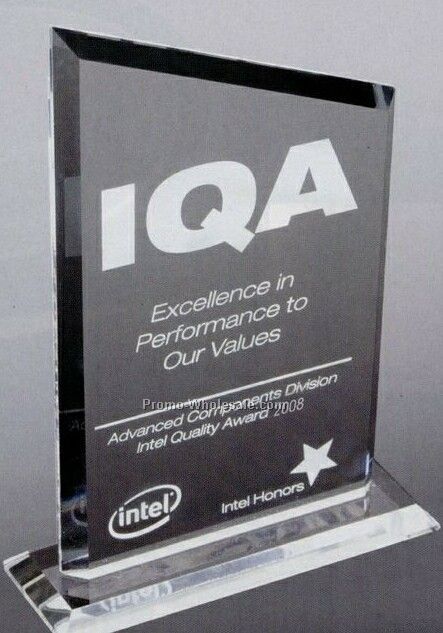 IQA
Excellence in
Performance to
Our Values
Advanced Components Division
Promo-Wholesale.com
Intel Quality Award 2008
intel
Intel Honors